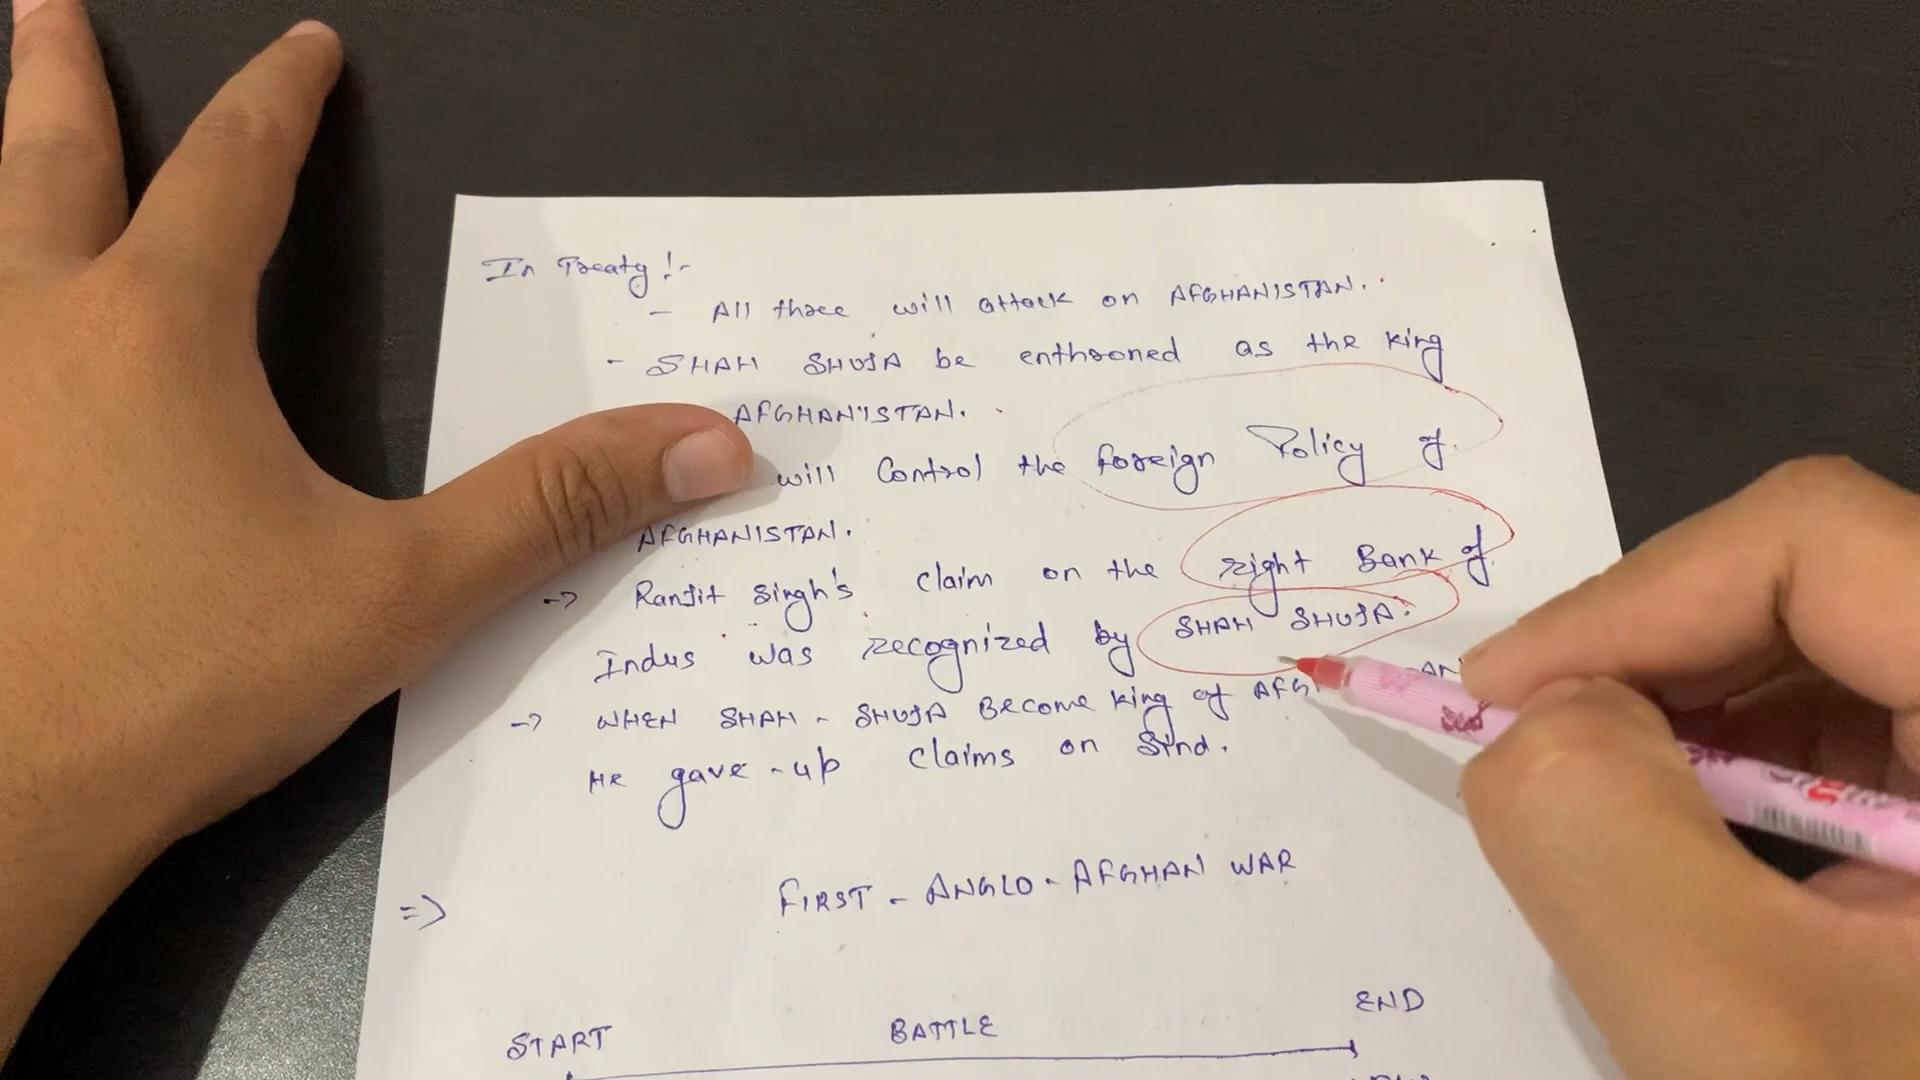 In Treaty :-
- All three will attack on AFGHANISTAN.
- SHAH SHUJA be enthroned as the king
AFGHANISTAN.
will Control the foreign Policy of
AFGHANISTAN.
-> Ranjit Singh's claim on the right Bank of
Indus was recognized by SHAH SHUJA.
-> WHEN SHAH - SHUJA Become king of AFG
He gave-up claims on Sind.
=> FIRST - ANGLO - AFGHAN WAR
START BATTLE END